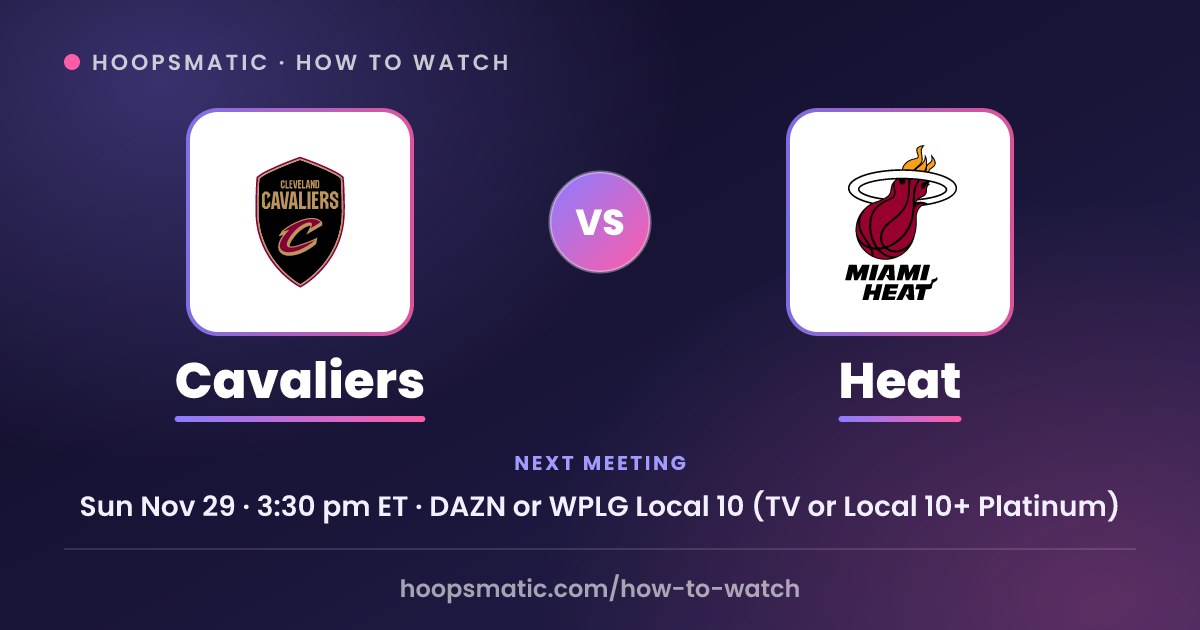 HOOPSMATIC · HOW TO WATCH
CLEVELAND
CAVALIERS
C
VS
MIAMI
HEAT
Cavaliers
Heat
NEXT MEETING
Sun Nov 29 · 3:30 pm ET · DAZN or WPLG Local 10 (TV or Local 10+ Platinum)
hoopsmatic.com/how-to-watch